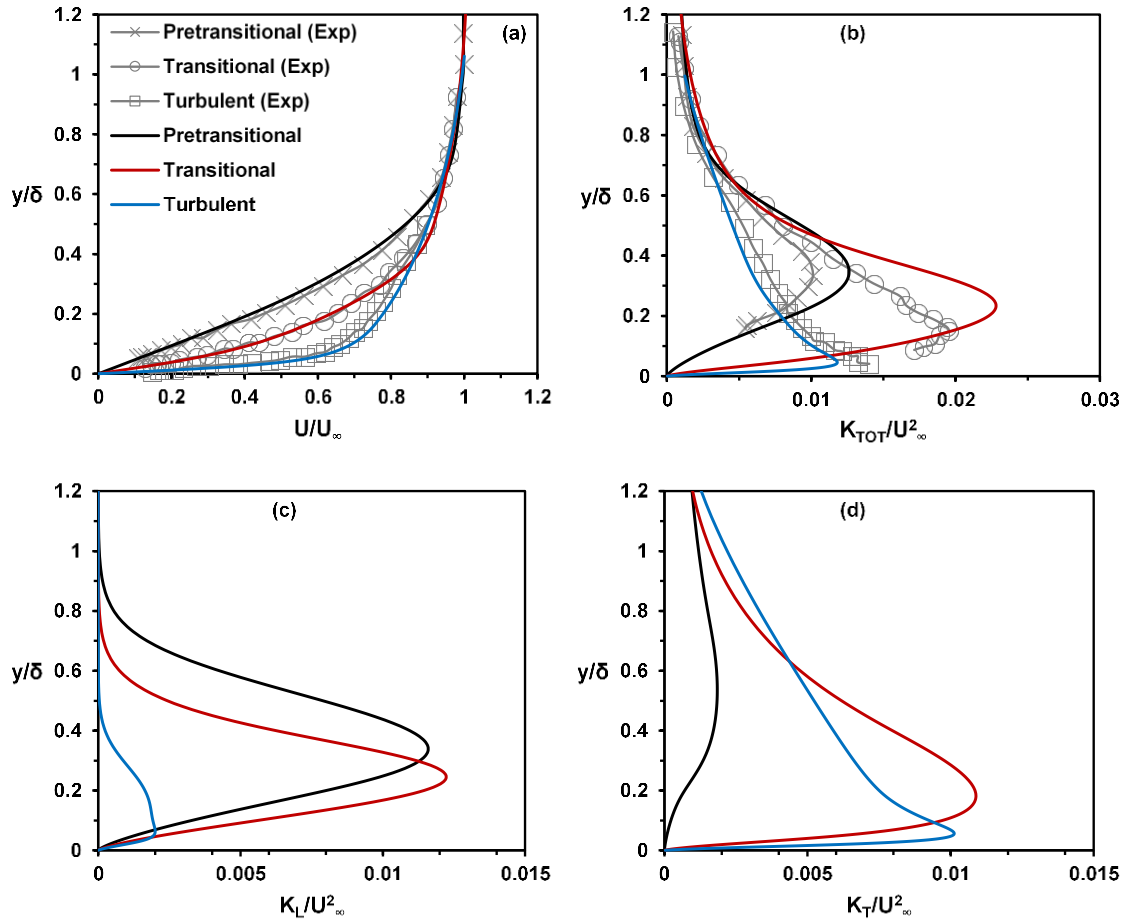 1.2
1
0.8
0.6
0.4
0.2
0
y/δ
(a)
Pretransitional (Exp)
Transitional (Exp)
Turbulent (Exp)
Pretransitional
Transitional
Turbulent
0 0.2 0.4 0.6 0.8 1 1.2
U/U∞
1.2
1
0.8
0.6
0.4
0.2
0
y/δ
(b)
0 0.01 0.02 0.03
K_TOT/U²∞
1.2
1
0.8
0.6
0.4
0.2
0
y/δ
(c)
0 0.005 0.01 0.015
K_L/U²∞
1.2
1
0.8
0.6
0.4
0.2
0
y/δ
(d)
0 0.005 0.01 0.015
K_T/U²∞